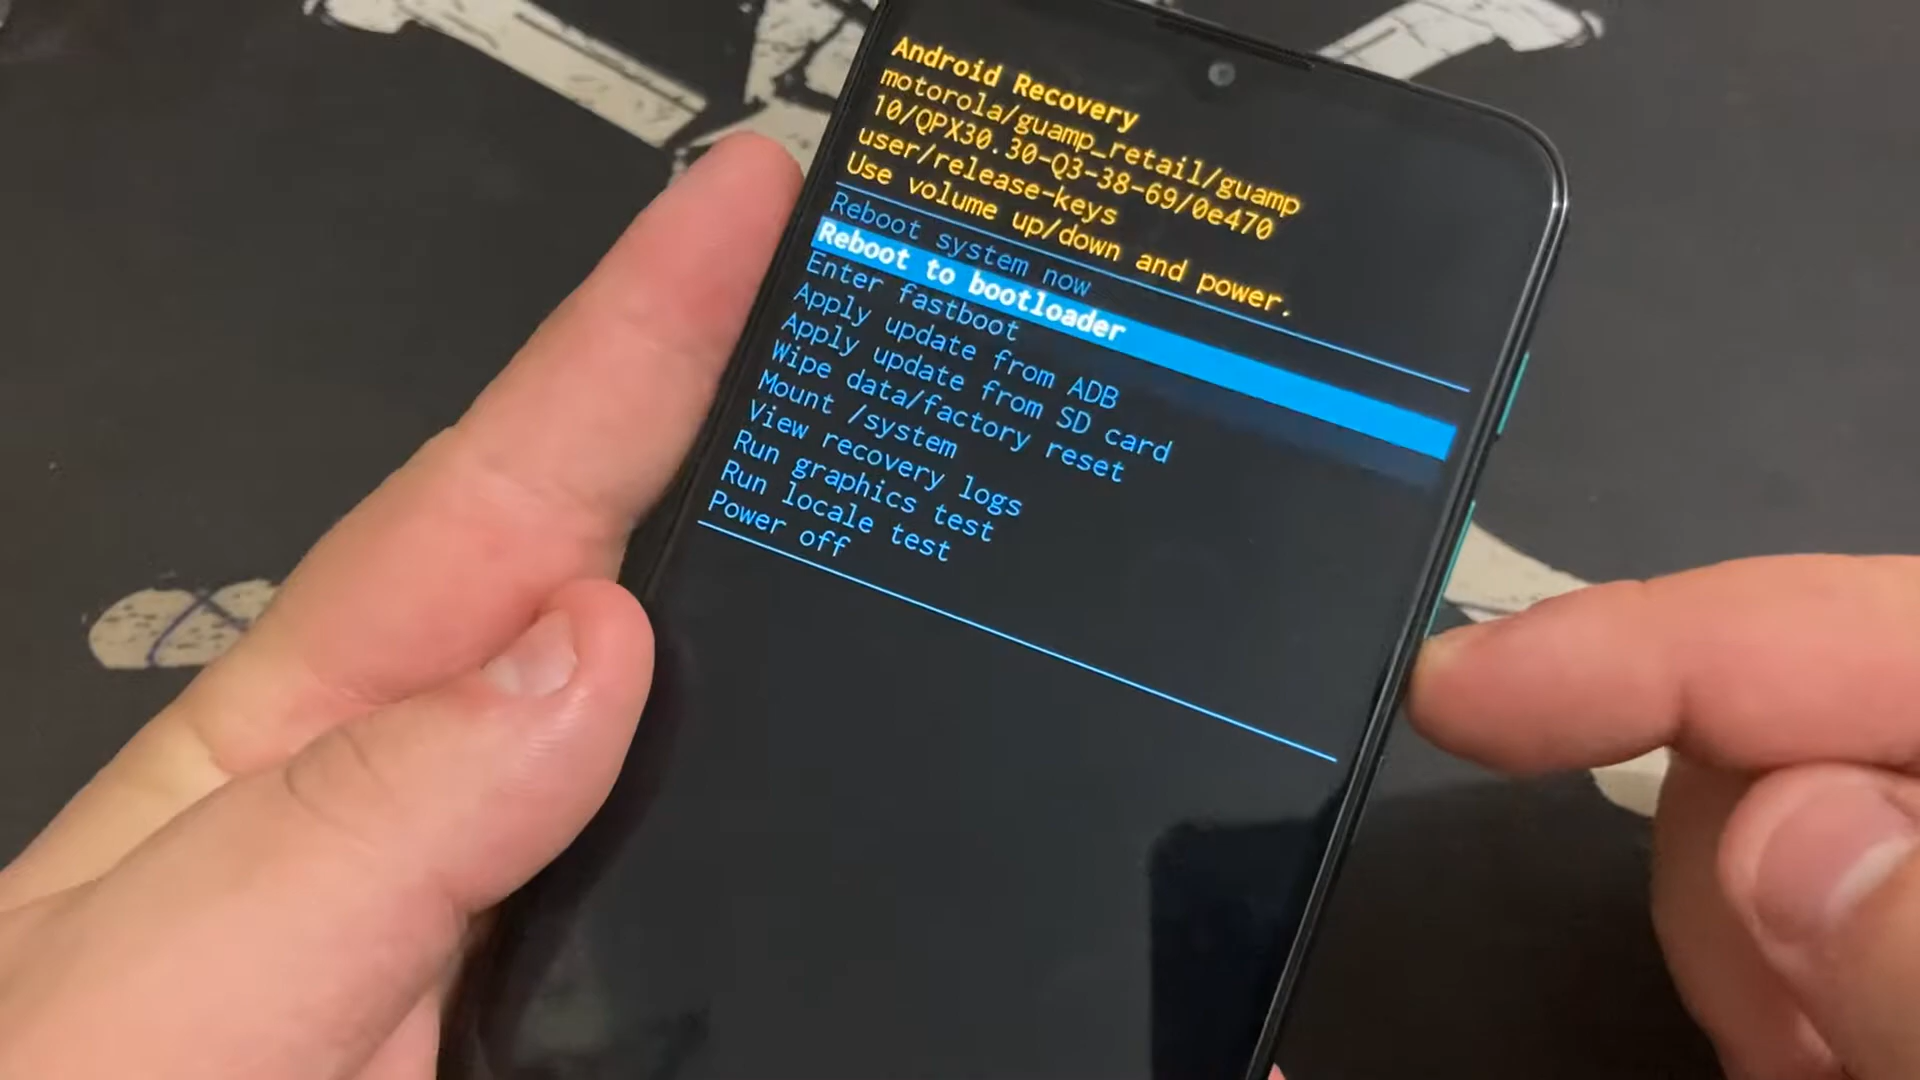 Android Recovery
motorola/guamp_retail/guamp
10/QPX30.30-Q3-38-69/0e470
user/release-keys
Use volume up/down and power.
Reboot system now
Reboot to bootloader
Enter fastboot
Apply update from ADB
Apply update from SD card
Wipe data/factory reset
Mount /system
View recovery logs
Run graphics test
Run locale test
Power off